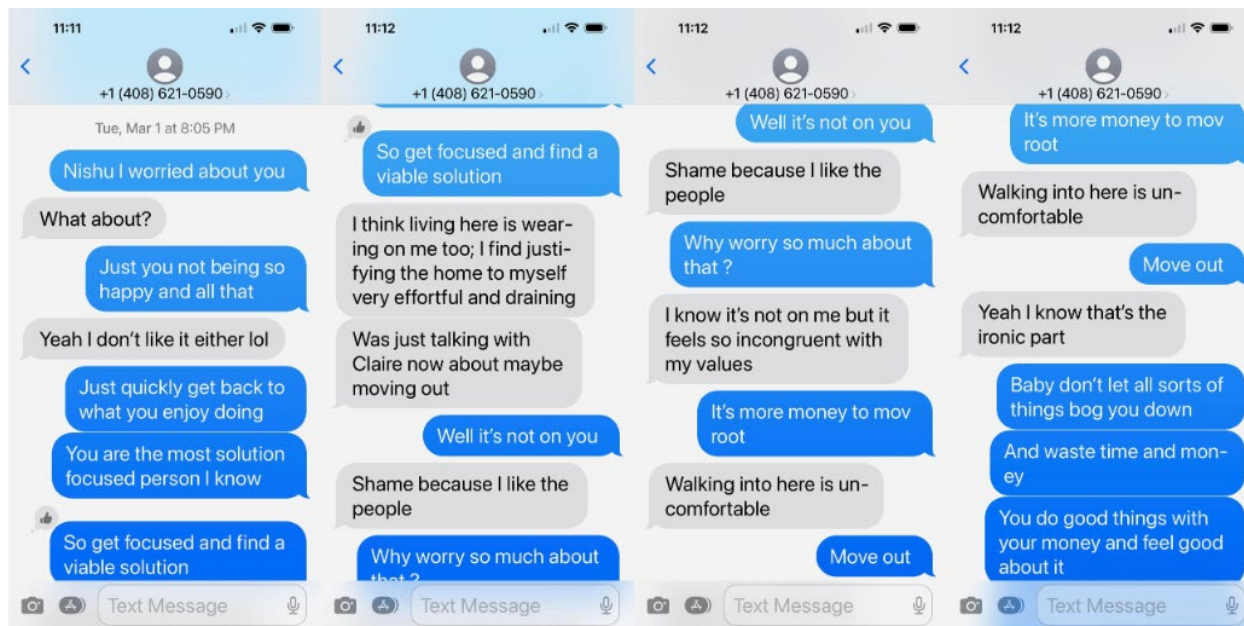 11:11
+1 (408) 621-0590
Tue, Mar 1 at 8:05 PM
Nishu I worried about you
What about?
Just you not being so
happy and all that
Yeah I don't like it either lol
Just quickly get back to
what you enjoy doing
You are the most solution
focused person I know
So get focused and find a
viable solution
Text Message
11:12
+1 (408) 621-0590
So get focused and find a
viable solution
I think living here is wear-
ing on me too; I find justi-
fying the home to myself
very effortful and draining
Was just talking with
Claire now about maybe
moving out
Well it's not on you
Shame because I like the
people
Why worry so much about
that ?
Text Message
11:12
+1 (408) 621-0590
Well it's not on you
Shame because I like the
people
Why worry so much about
that ?
I know it's not on me but it
feels so incongruent with
my values
It's more money to mov
root
Walking into here is un-
comfortable
Move out
Text Message
11:12
+1 (408) 621-0590
It's more money to mov
root
Walking into here is un-
comfortable
Move out
Yeah I know that's the
ironic part
Baby don't let all sorts of
things bog you down
And waste time and mon-
ey
You do good things with
your money and feel good
about it
Text Message